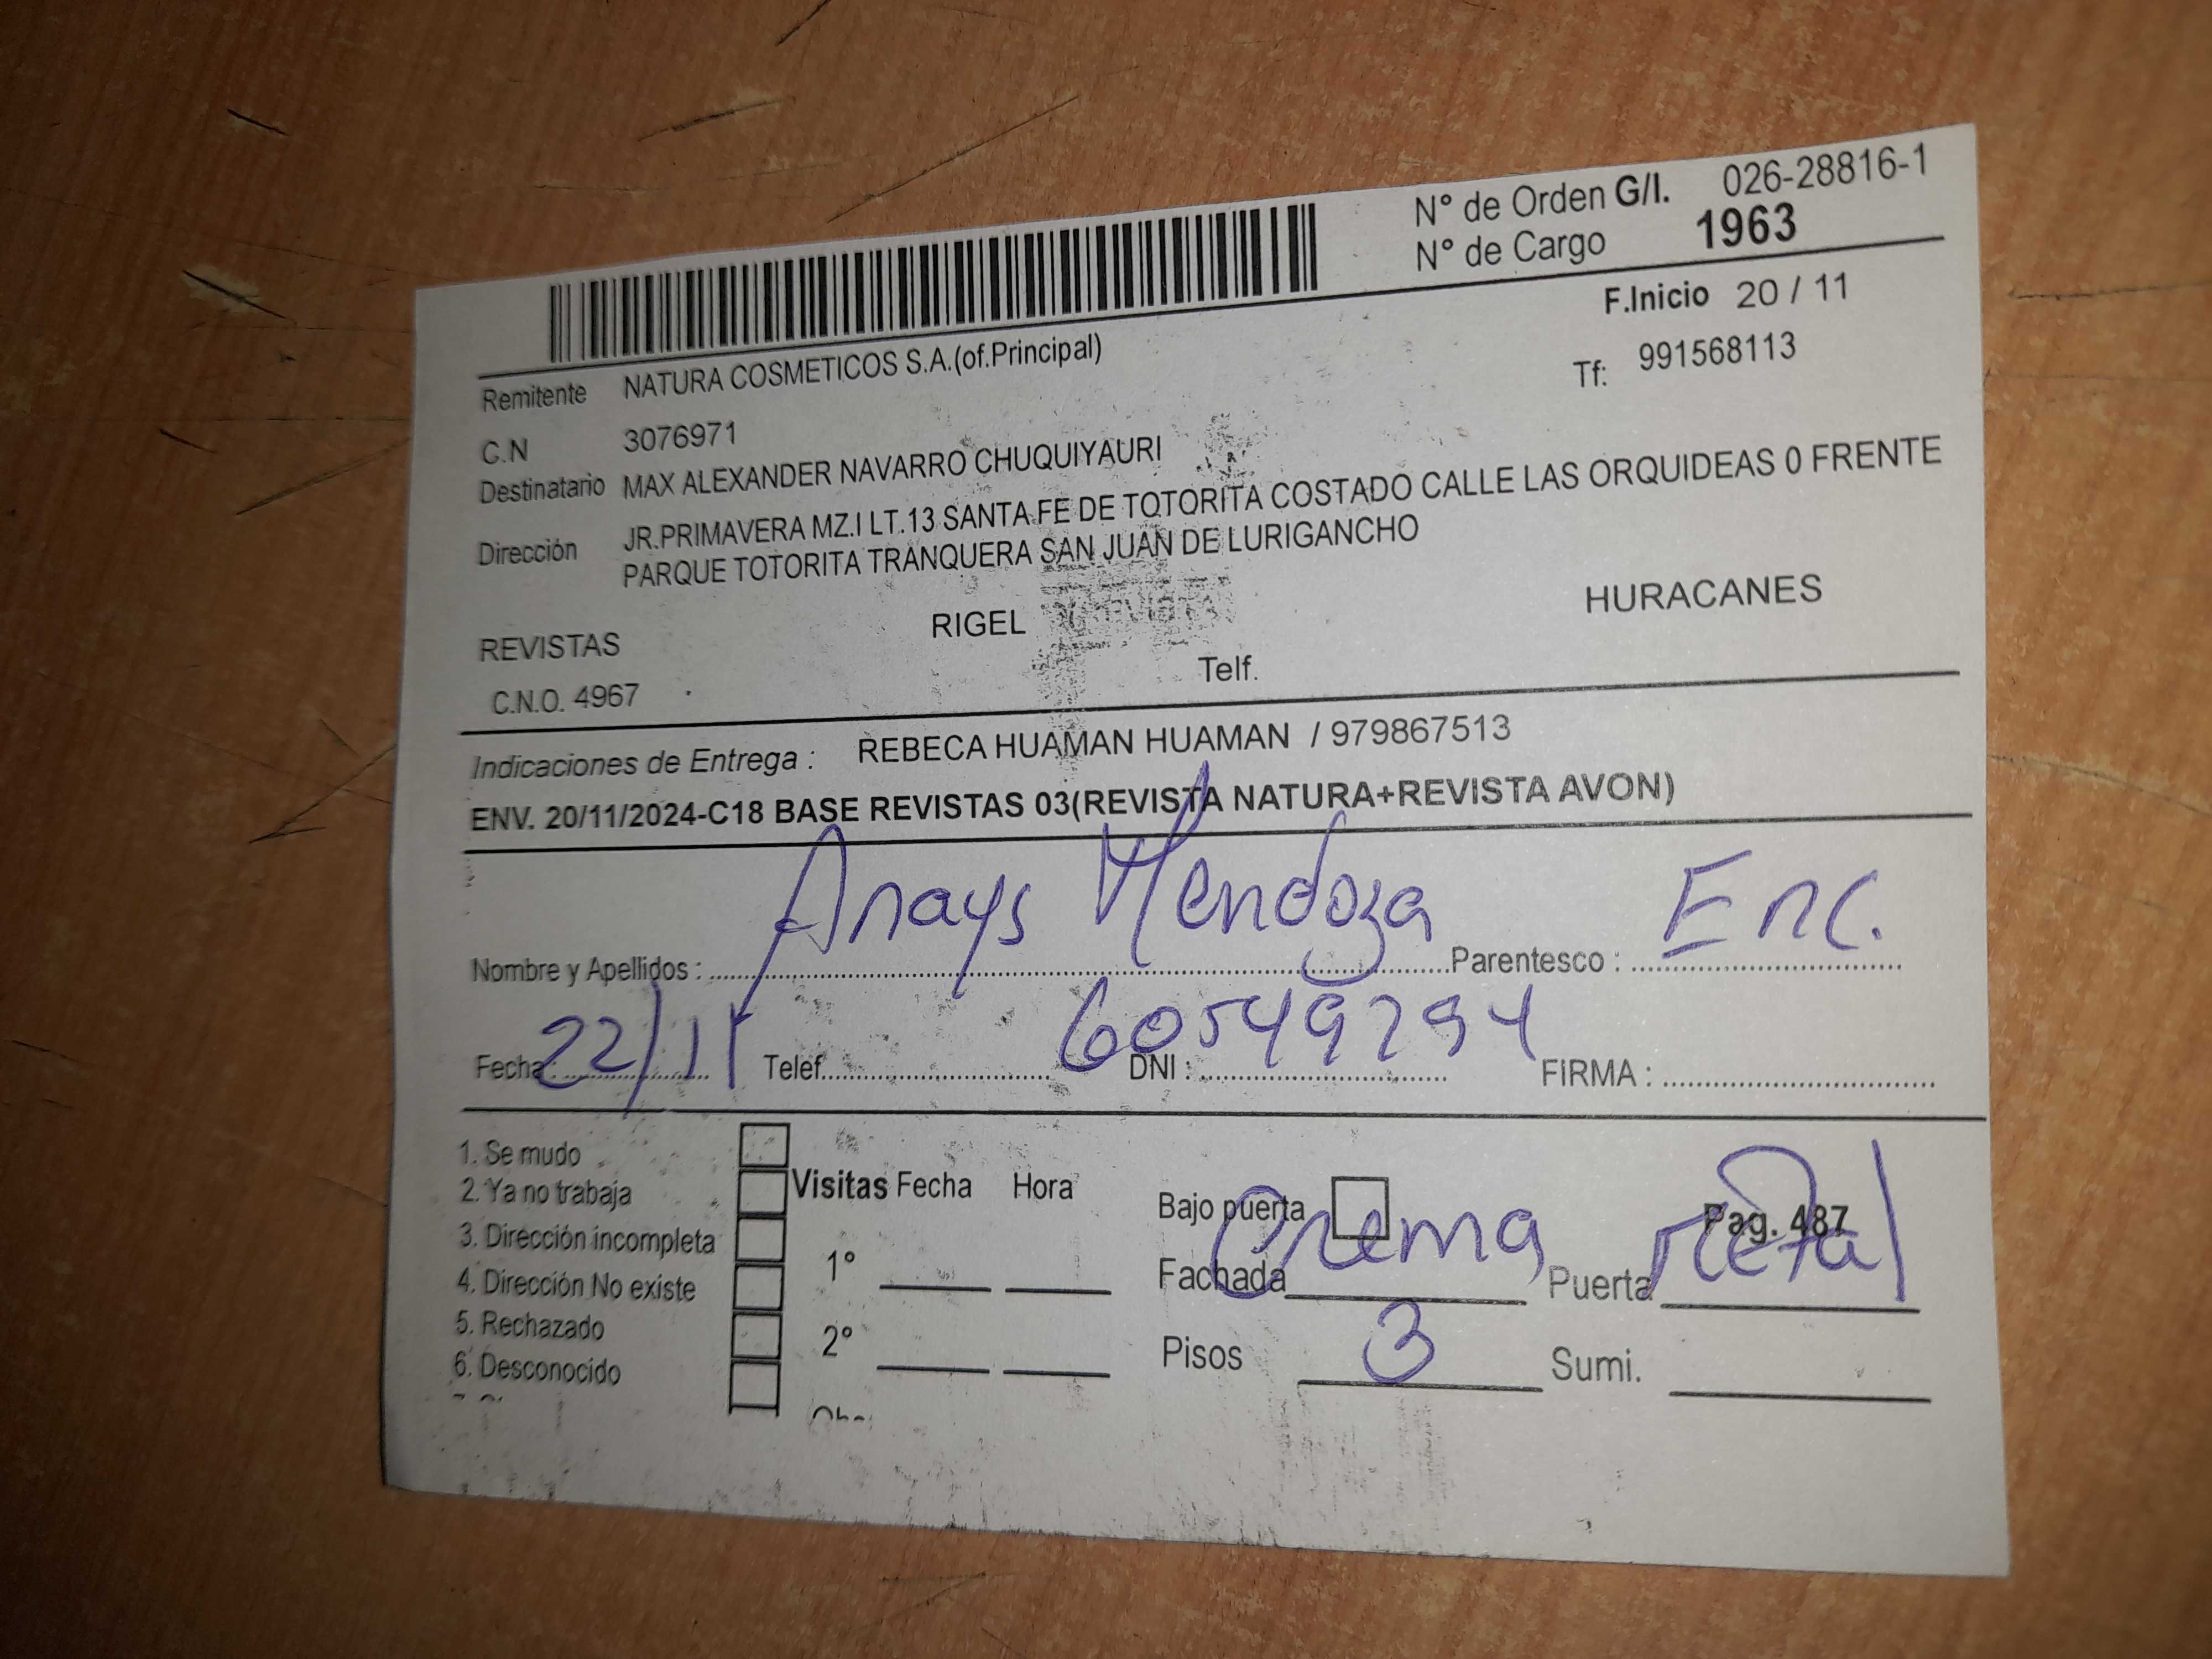 N° de Orden G/I. 026-28816-1
N° de Cargo 1963
F.Inicio 20 / 11
Remitente NATURA COSMETICOS S.A.(of.Principal)
Tf: 991568113
C.N 3076971
Destinatario MAX ALEXANDER NAVARRO CHUQUIYAURI
Dirección JR.PRIMAVERA MZ.I LT.13 SANTA FE DE TOTORITA COSTADO CALLE LAS ORQUIDEAS 0 FRENTE
PARQUE TOTORITA TRANQUERA SAN JUAN DE LURIGANCHO
REVISTAS RIGEL HURACANES
C.N.O. 4967 Telf.
Indicaciones de Entrega : REBECA HUAMAN HUAMAN / 979867513
ENV. 20/11/2024-C18 BASE REVISTAS 03(REVISTA NATURA+REVISTA AVON)
Nombre y Apellidos : Anays Mendoza Parentesco : Enc.
Fecha : 22/11 Telef. DNI : 60549294 FIRMA :
1. Se mudo
2. Ya no trabaja Visitas Fecha Hora Bajo puerta Pag. 487
3. Dirección incompleta 1° Fachada Crema Puerta Metal
4. Dirección No existe
5. Rechazado 2° Pisos 3 Sumi.
6. Desconocido